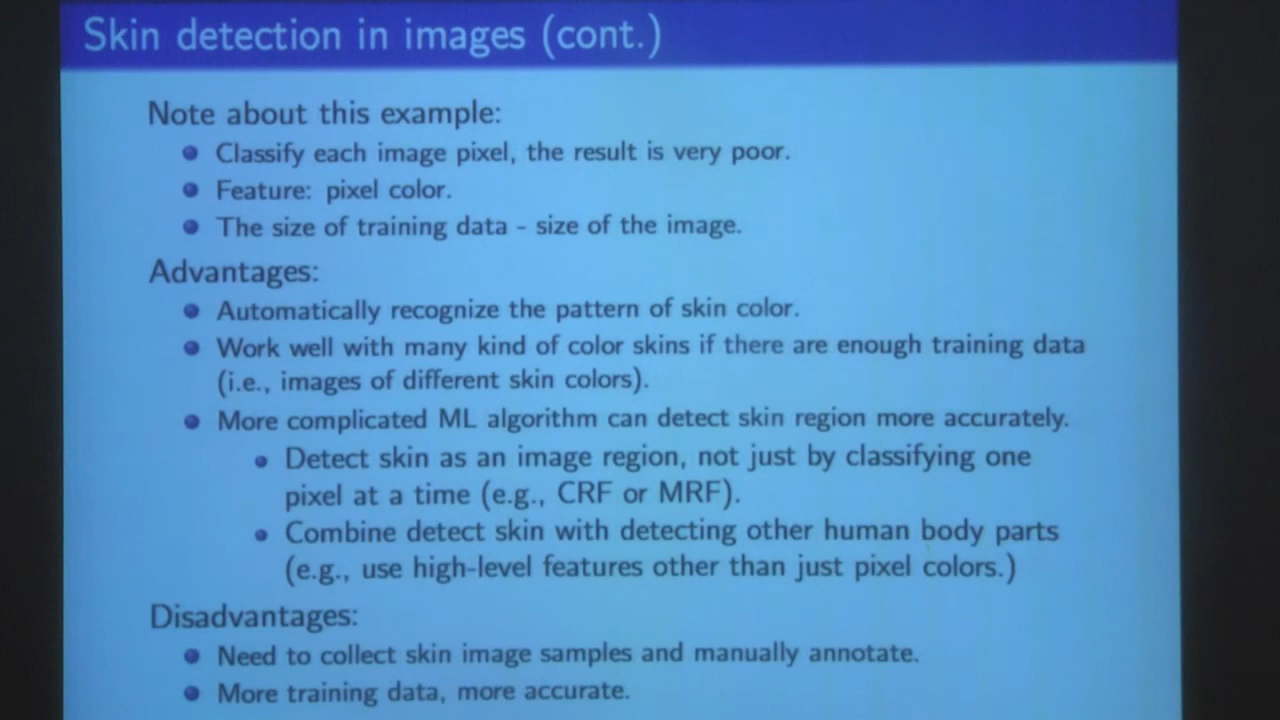 Skin detection in images (cont.)
Note about this example:
Classify each image pixel, the result is very poor.
Feature: pixel color.
The size of training data - size of the image.
Advantages:
Automatically recognize the pattern of skin color.
Work well with many kind of color skins if there are enough training data
(i.e., images of different skin colors).
More complicated ML algorithm can detect skin region more accurately.
Detect skin as an image region, not just by classifying one
pixel at a time (e.g., CRF or MRF).
Combine detect skin with detecting other human body parts
(e.g., use high-level features other than just pixel colors.)
Disadvantages:
Need to collect skin image samples and manually annotate.
More training data, more accurate.